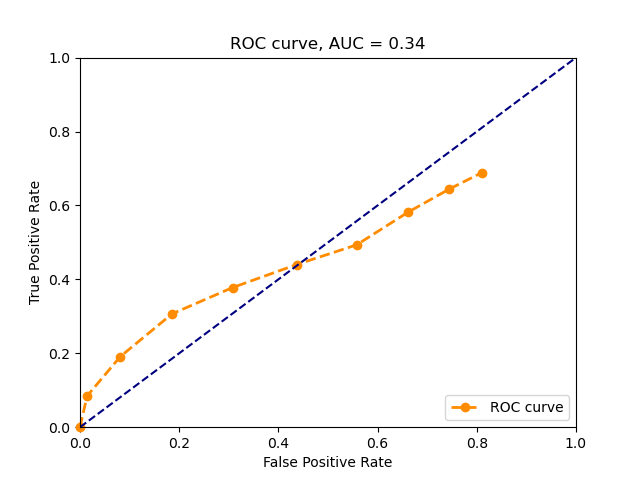 ROC curve, AUC = 0.34
1.0
0.8
0.6
0.4
0.2
0.0
True Positive Rate
ROC curve
0.0 0.2 0.4 0.6 0.8 1.0
False Positive Rate